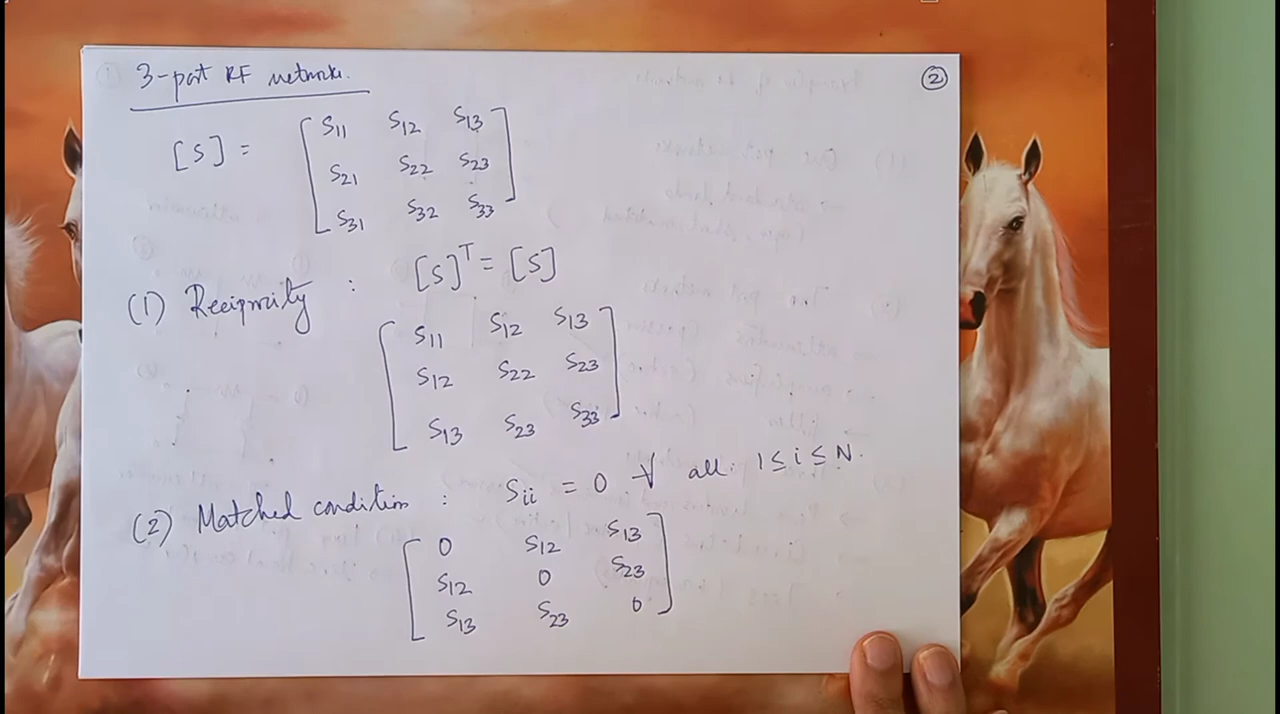 3-port RF networks.
②
[S] = [ S11 S12 S13
S21 S22 S23
S31 S32 S33 ]
(1) Reciprocity : [S]^T = [S]
[ S11 S12 S13
S12 S22 S23
S13 S23 S33 ]
(2) Matched condition : Sii = 0 ∀ all. 1 ≤ i ≤ N.
[ 0 S12 S13
S12 0 S23
S13 S23 0 ]